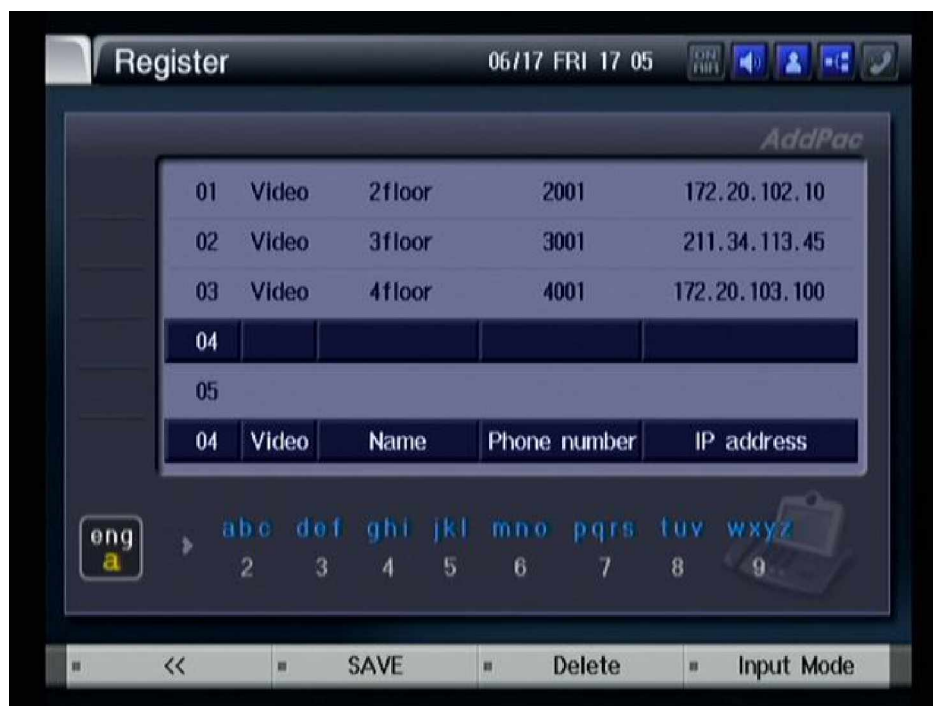 Register 06/17 FRI 17 05 ON AIR
AddPac
01 Video 2floor 2001 172.20.102.10
02 Video 3floor 3001 211.34.113.45
03 Video 4floor 4001 172.20.103.100
04
05
04 Video Name Phone number IP address
eng abc def ghi jkl mno pqrs tuv wxyz
a 2 3 4 5 6 7 8 9
<< SAVE Delete Input Mode